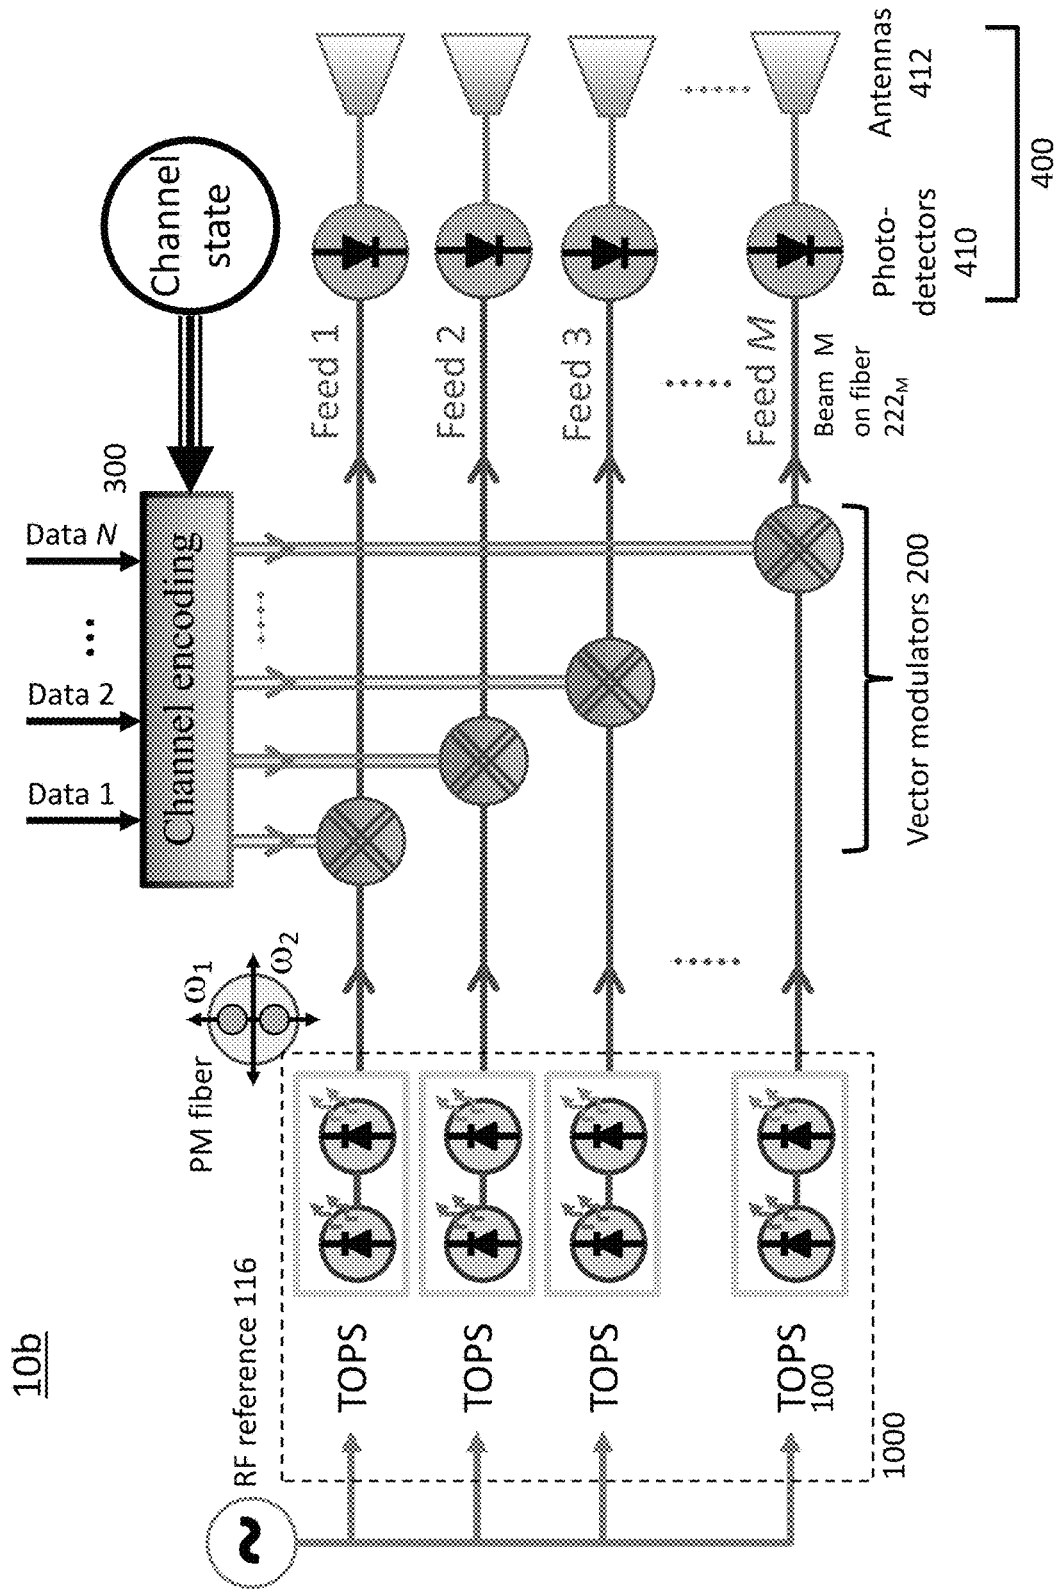 10b
RF reference 116
~
PM fiber
ω1
ω2
Data 1
Data 2
...
Data N
300
Channel encoding
Channel
state
TOPS
TOPS
TOPS
TOPS
100
1000
Feed 1
Feed 2
Feed 3
Feed M
Beam M
on fiber
222M
Vector modulators 200
Photo-
detectors
410
Antennas
412
400